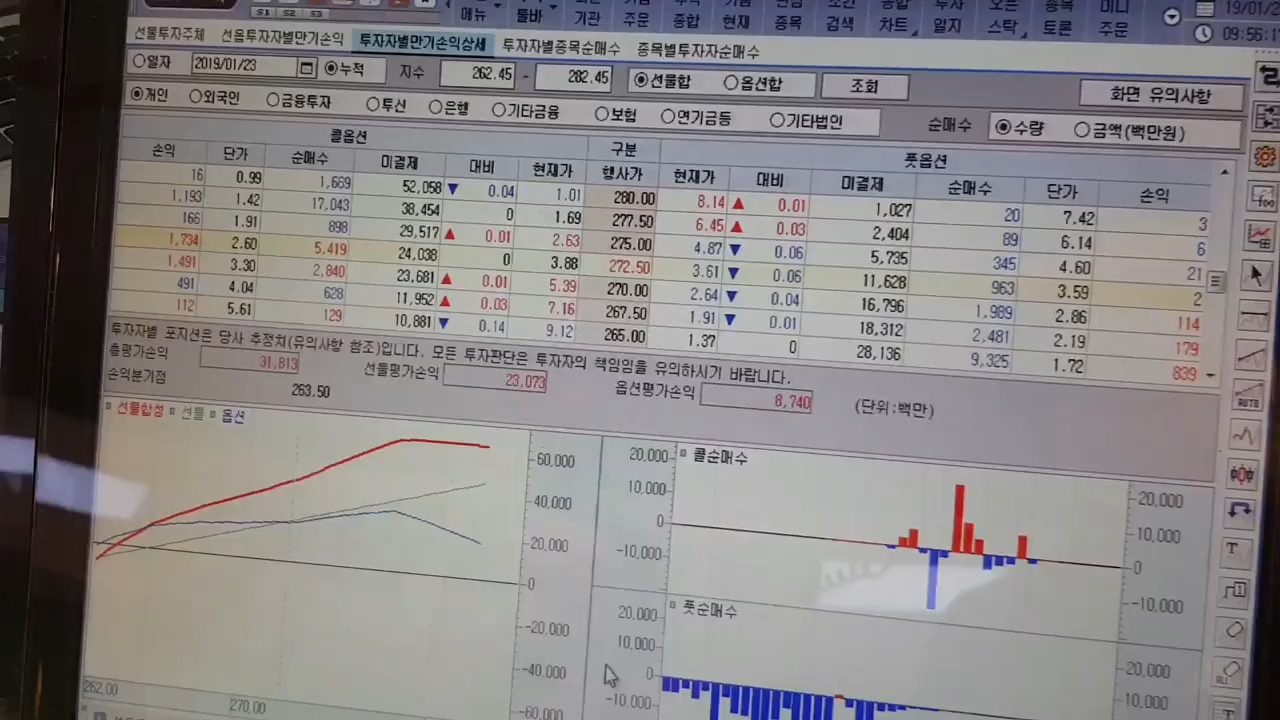 S1 S2 S3
메뉴 툴바 기관 주문 종합 현재 종목 검색 차트 일지 스탁 토론 주문
19/01/2
09:56:1
선물투자주체 선옵투자자별만기손익 투자자별만기손익상세 투자자별종목순매수 종목별투자자순매수
일자 2019/01/23 누적 지수 262.45 - 282.45 선물합 옵션합 조회 화면 유의사항
개인 외국인 금융투자 투신 은행 기타금융 보험 연기금등 기타법인 순매수 수량 금액(백만원)
콜옵션 구분 풋옵션
손익 단가 순매수 미결제 대비 현재가 행사가 현재가 대비 미결제 순매수 단가 손익
16 0.99 1,669 52,058 ▼ 0.04 1.01 280.00 8.14 ▲ 0.01 1,027 20 7.42 3
1,193 1.42 17,043 38,454 0 1.69 277.50 6.45 ▲ 0.03 2,404 89 6.14 6
166 1.91 898 29,517 ▲ 0.01 2.63 275.00 4.87 ▼ 0.06 5,735 345 4.60 21
1,734 2.60 5,419 24,038 0 3.88 272.50 3.61 ▼ 0.06 11,628 963 3.59 2
1,491 3.30 2,840 23,681 ▲ 0.01 5.39 270.00 2.64 ▼ 0.04 16,796 1,989 2.86 114
491 4.04 628 11,952 ▲ 0.03 7.16 267.50 1.91 ▼ 0.01 18,312 2,481 2.19 179
112 5.61 129 10,881 ▼ 0.14 9.12 265.00 1.37 0 28,136 9,325 1.72 839
투자자별 포지션은 당사 추정치(유의사항 참조)입니다. 모든 투자판단은 투자자의 책임임을 유의하시기 바랍니다.
총평가손익 31,813 선물평가손익 23,073 옵션평가손익 8,740 (단위:백만)
손익분기점 263.50
선물합성 선물 옵션
60,000
40,000
20,000
0
-20,000
-40,000
-60,000
262.00 270.00
콜순매수
20,000 20,000
10,000 10,000
0 0
-10,000 -10,000
풋순매수
20,000 20,000
10,000 10,000
0
-10,000
AUTO
T